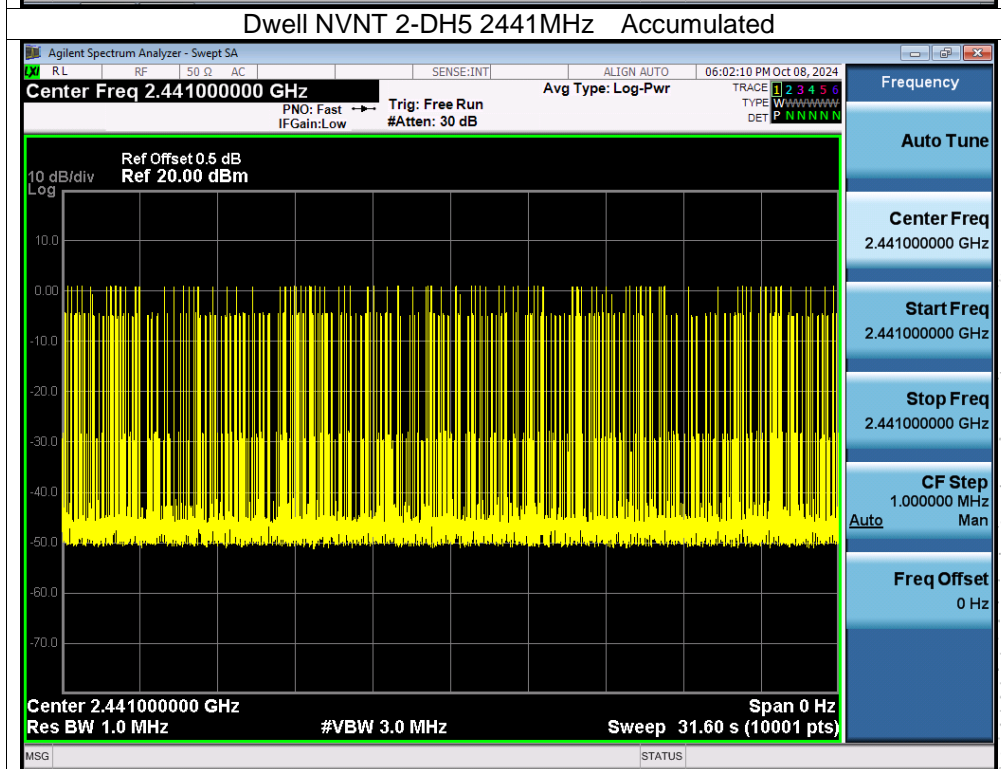 Dwell NVNT 2-DH5 2441MHz Accumulated
Agilent Spectrum Analyzer - Swept SA
LXI RL RF 50 Ω AC SENSE:INT ALIGN AUTO 06:02:10 PM Oct 08, 2024
Center Freq 2.441000000 GHz
PNO: Fast
IFGain:Low
Trig: Free Run
#Atten: 30 dB
Avg Type: Log-Pwr
TRACE 1 2 3 4 5 6
TYPE WWWWWW
DET P N N N N N
Ref Offset 0.5 dB
10 dB/div Ref 20.00 dBm
Log
10.0
0.00
-10.0
-20.0
-30.0
-40.0
-50.0
-60.0
-70.0
Center 2.441000000 GHz Span 0 Hz
Res BW 1.0 MHz #VBW 3.0 MHz Sweep 31.60 s (10001 pts)
MSG STATUS
Frequency
Auto Tune
Center Freq
2.441000000 GHz
Start Freq
2.441000000 GHz
Stop Freq
2.441000000 GHz
CF Step
1.000000 MHz
Auto Man
Freq Offset
0 Hz